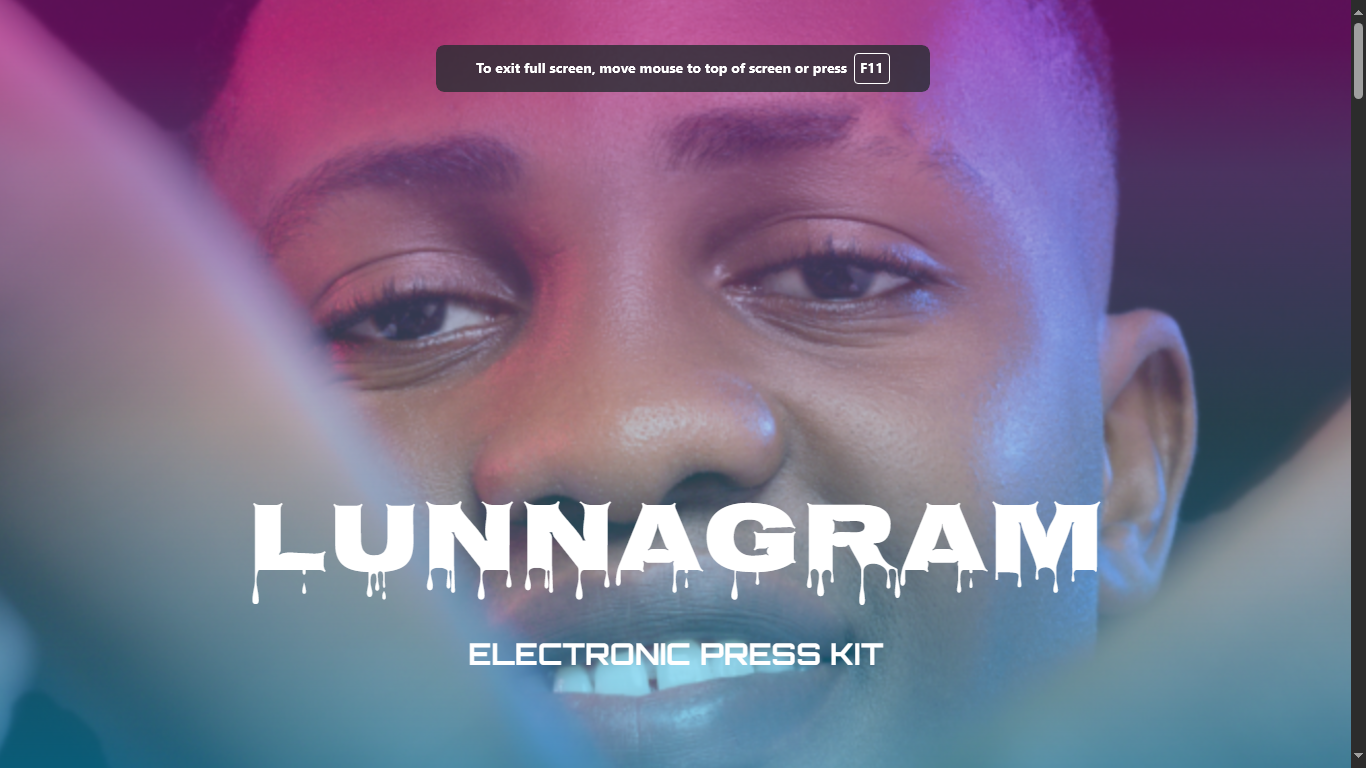 To exit full screen, move mouse to top of screen or press F11
LUNNAGRAM
ELECTRONIC PRESS KIT